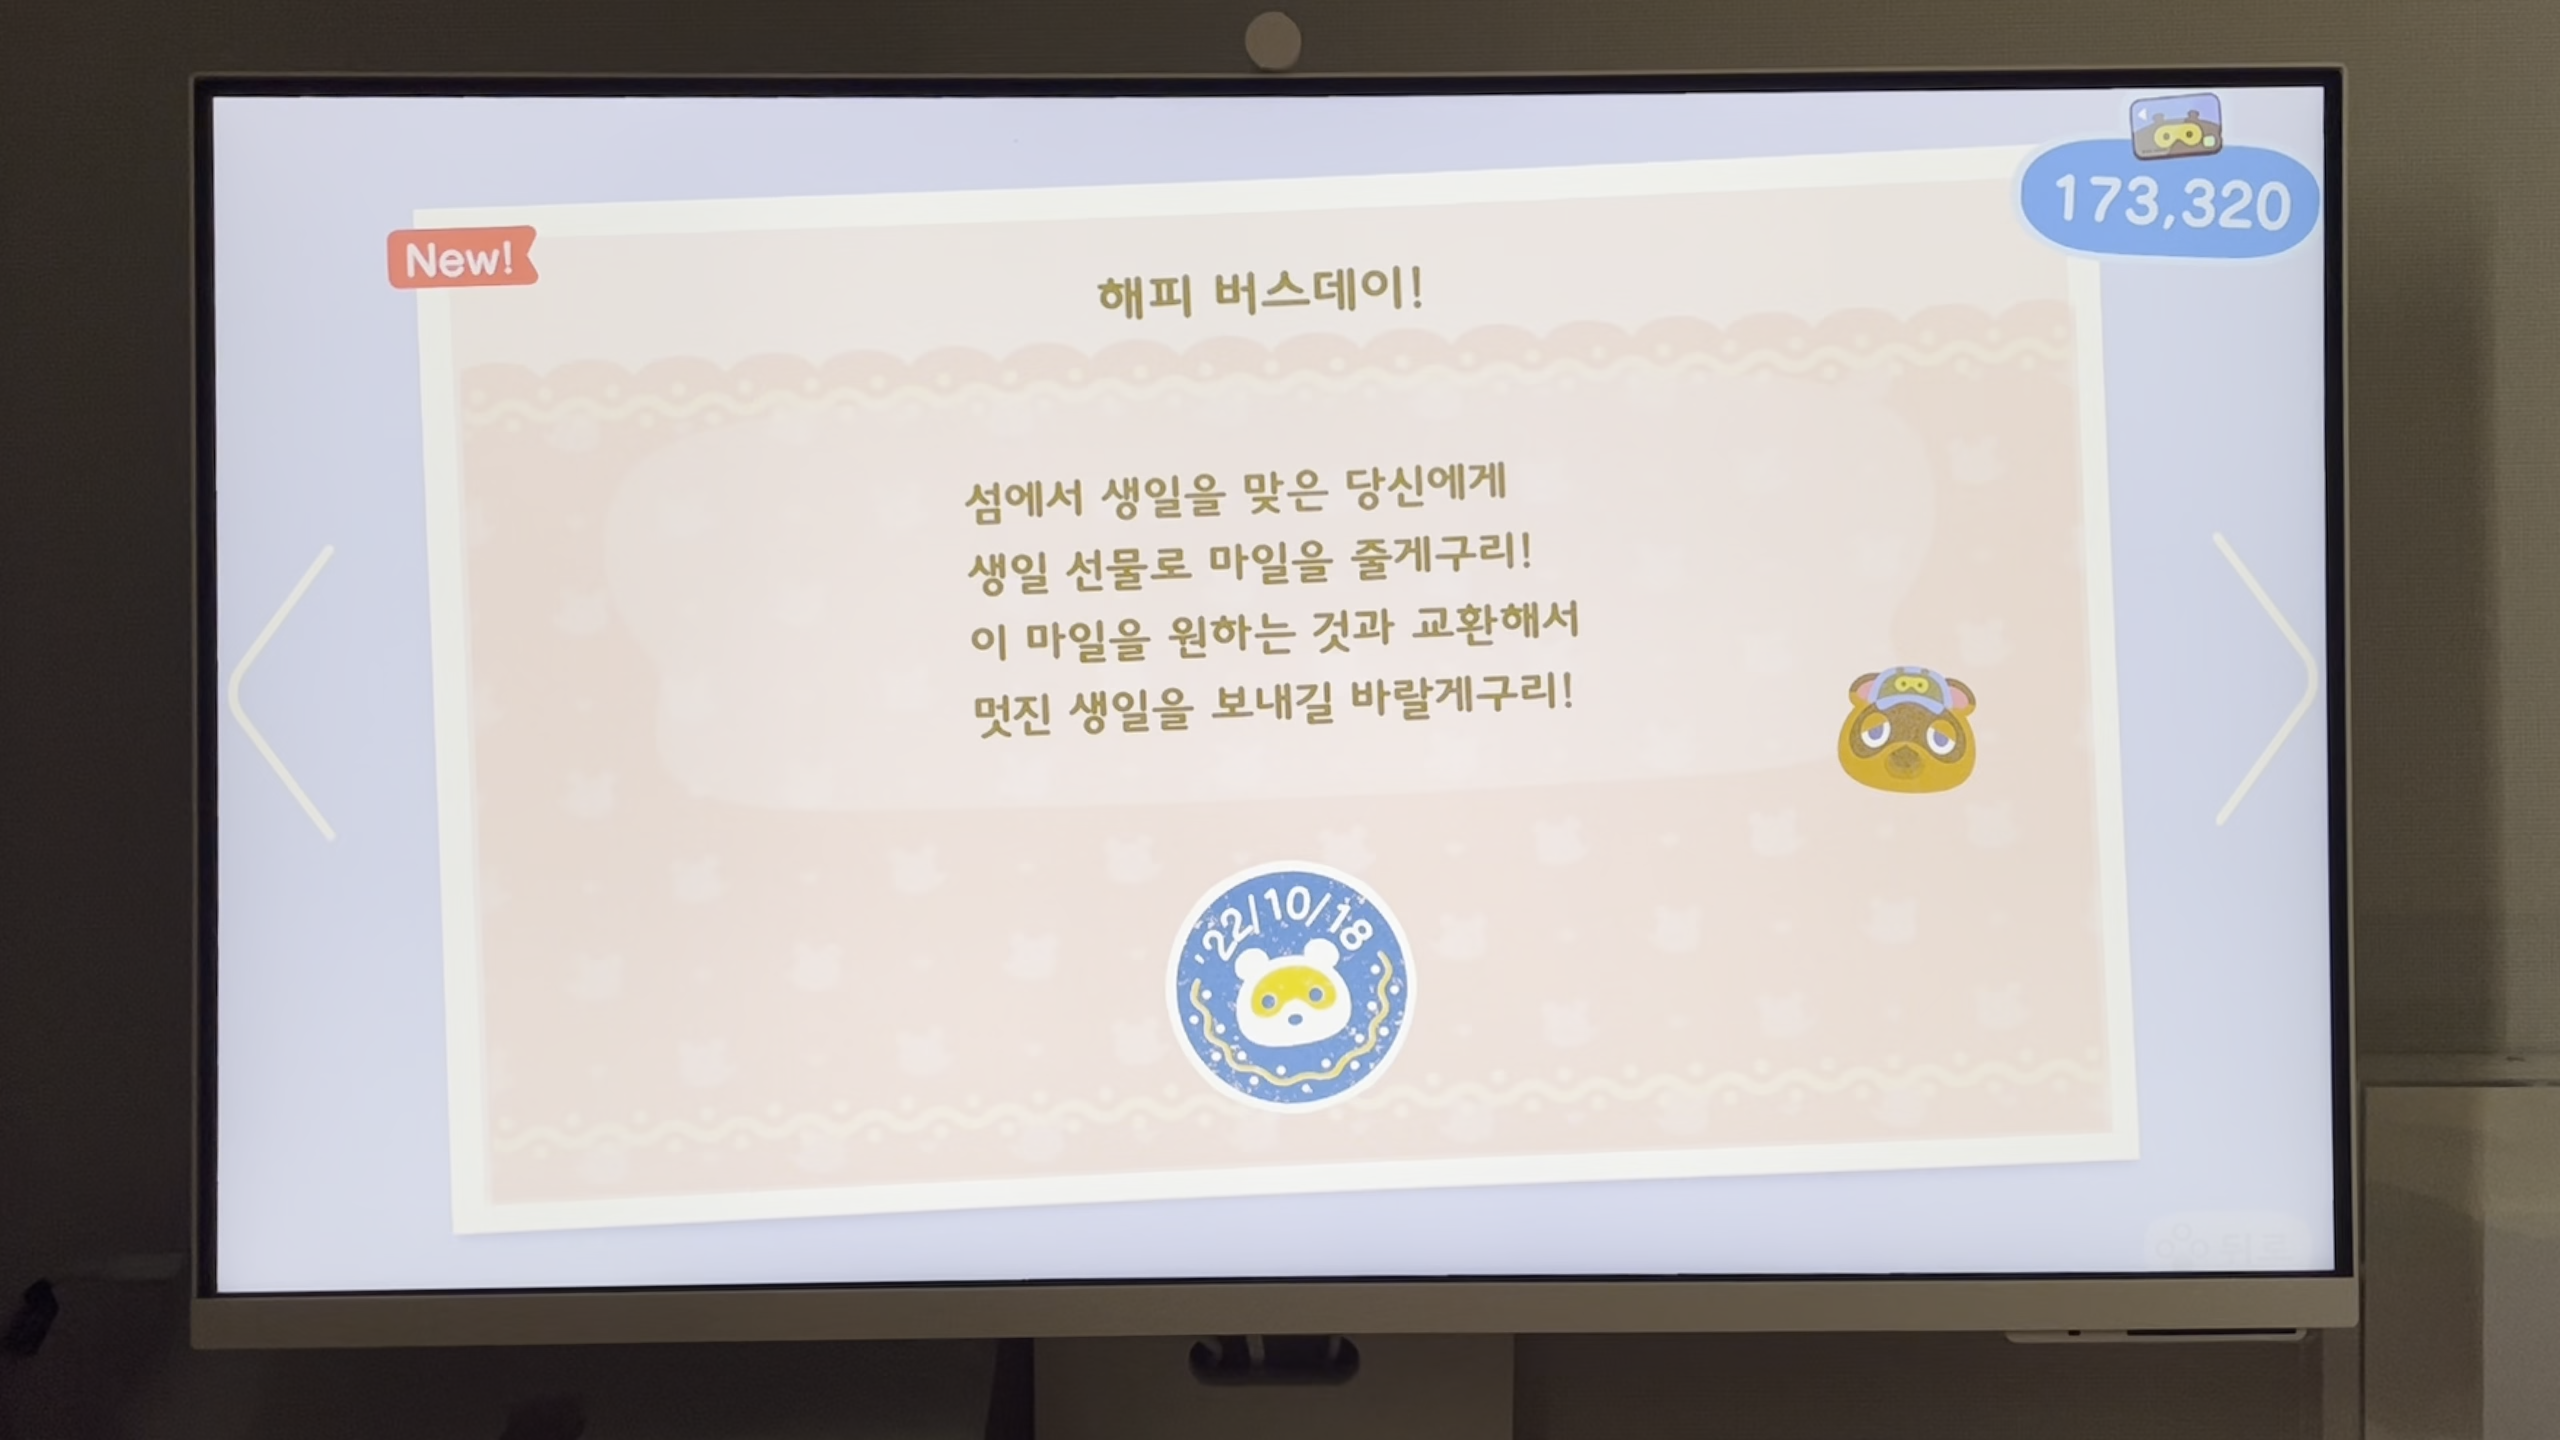 173,320
New!
해피 버스데이!
섬에서 생일을 맞은 당신에게
생일 선물로 마일을 줄게구리!
이 마일을 원하는 것과 교환해서
멋진 생일을 보내길 바랄게구리!
'22/10/18